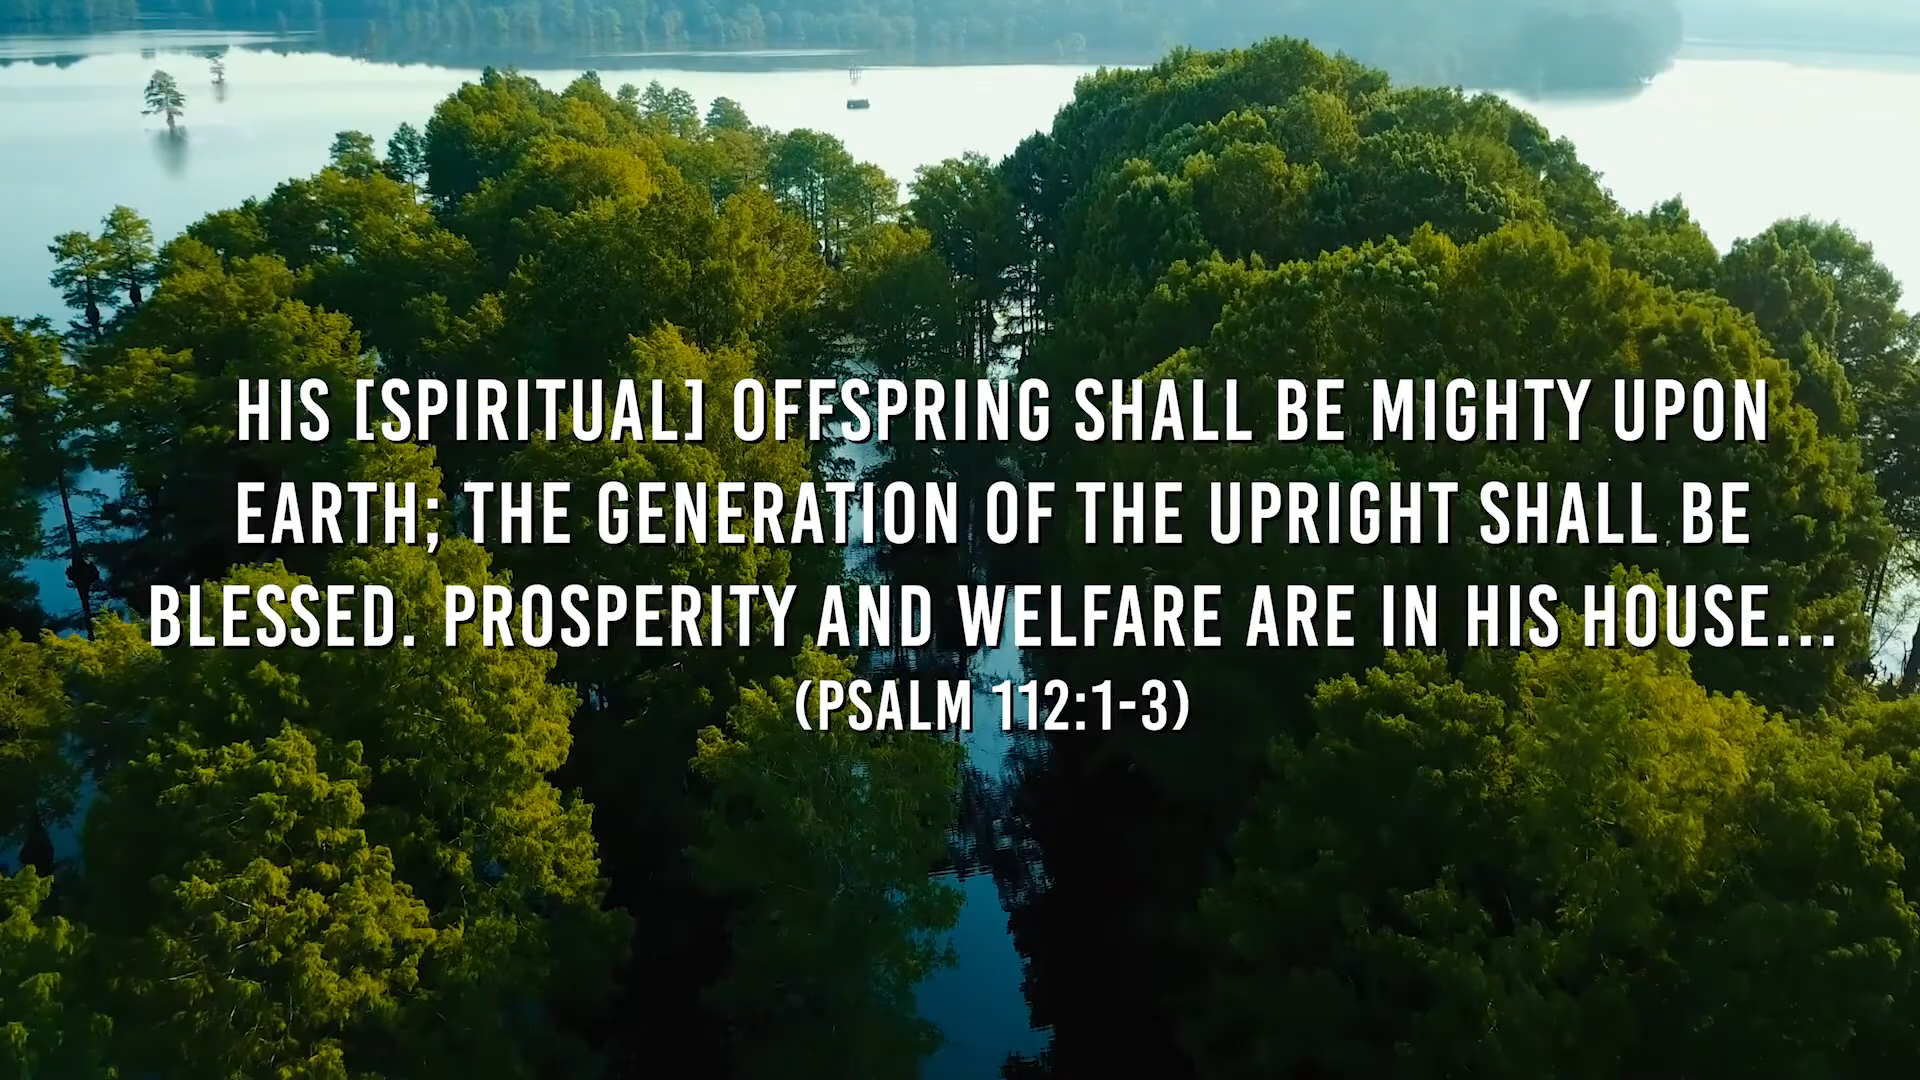 HIS [SPIRITUAL] OFFSPRING SHALL BE MIGHTY UPON
EARTH; THE GENERATION OF THE UPRIGHT SHALL BE
BLESSED. PROSPERITY AND WELFARE ARE IN HIS HOUSE...
(PSALM 112:1-3)